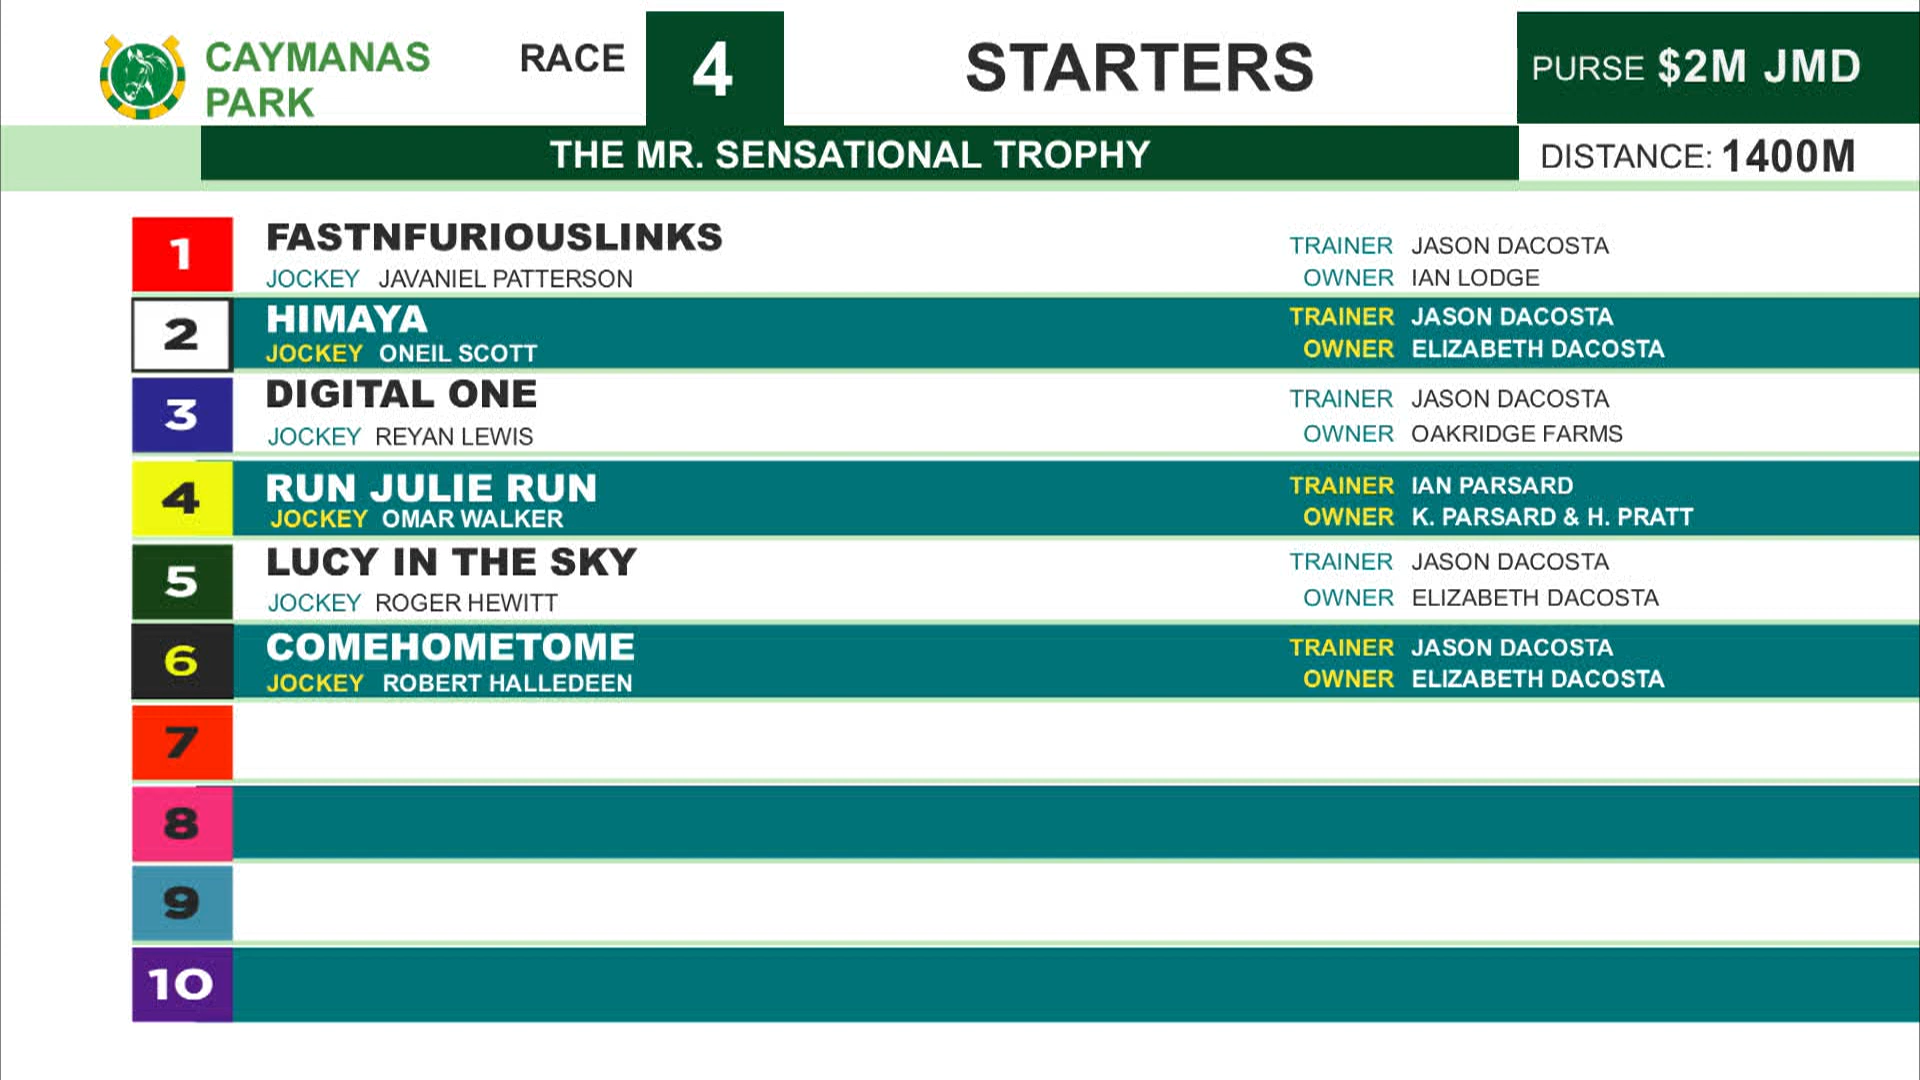 CAYMANAS
PARK
RACE 4 STARTERS PURSE $2M JMD
THE MR. SENSATIONAL TROPHY DISTANCE: 1400M
1 FASTNFURIOUSLINKS TRAINER JASON DACOSTA
JOCKEY JAVANIEL PATTERSON OWNER IAN LODGE
2 HIMAYA TRAINER JASON DACOSTA
JOCKEY ONEIL SCOTT OWNER ELIZABETH DACOSTA
3 DIGITAL ONE TRAINER JASON DACOSTA
JOCKEY REYAN LEWIS OWNER OAKRIDGE FARMS
4 RUN JULIE RUN TRAINER IAN PARSARD
JOCKEY OMAR WALKER OWNER K. PARSARD & H. PRATT
5 LUCY IN THE SKY TRAINER JASON DACOSTA
JOCKEY ROGER HEWITT OWNER ELIZABETH DACOSTA
6 COMEHOMETOME TRAINER JASON DACOSTA
JOCKEY ROBERT HALLEDEEN OWNER ELIZABETH DACOSTA
7
8
9
10